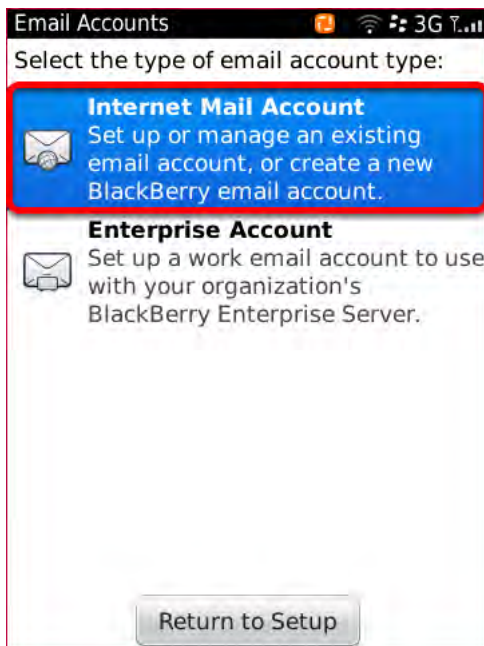 Email Accounts 3G
Select the type of email account type:
Internet Mail Account
Set up or manage an existing
email account, or create a new
BlackBerry email account.
Enterprise Account
Set up a work email account to use
with your organization's
BlackBerry Enterprise Server.
Return to Setup